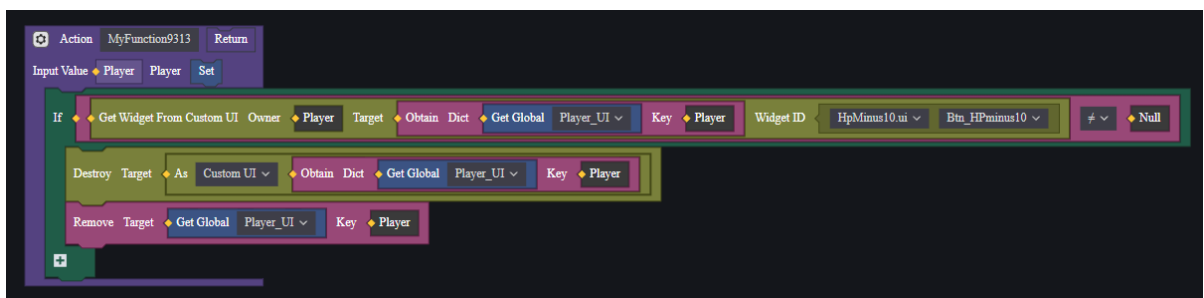 Action MyFunction9313 Return
Input Value Player Player Set
If Get Widget From Custom UI Owner Player Target Obtain Dict Get Global Player_UI Key Player Widget ID HpMinus10.ui Btn_HPminus10 ≠ Null
Destroy Target As Custom UI Obtain Dict Get Global Player_UI Key Player
Remove Target Get Global Player_UI Key Player